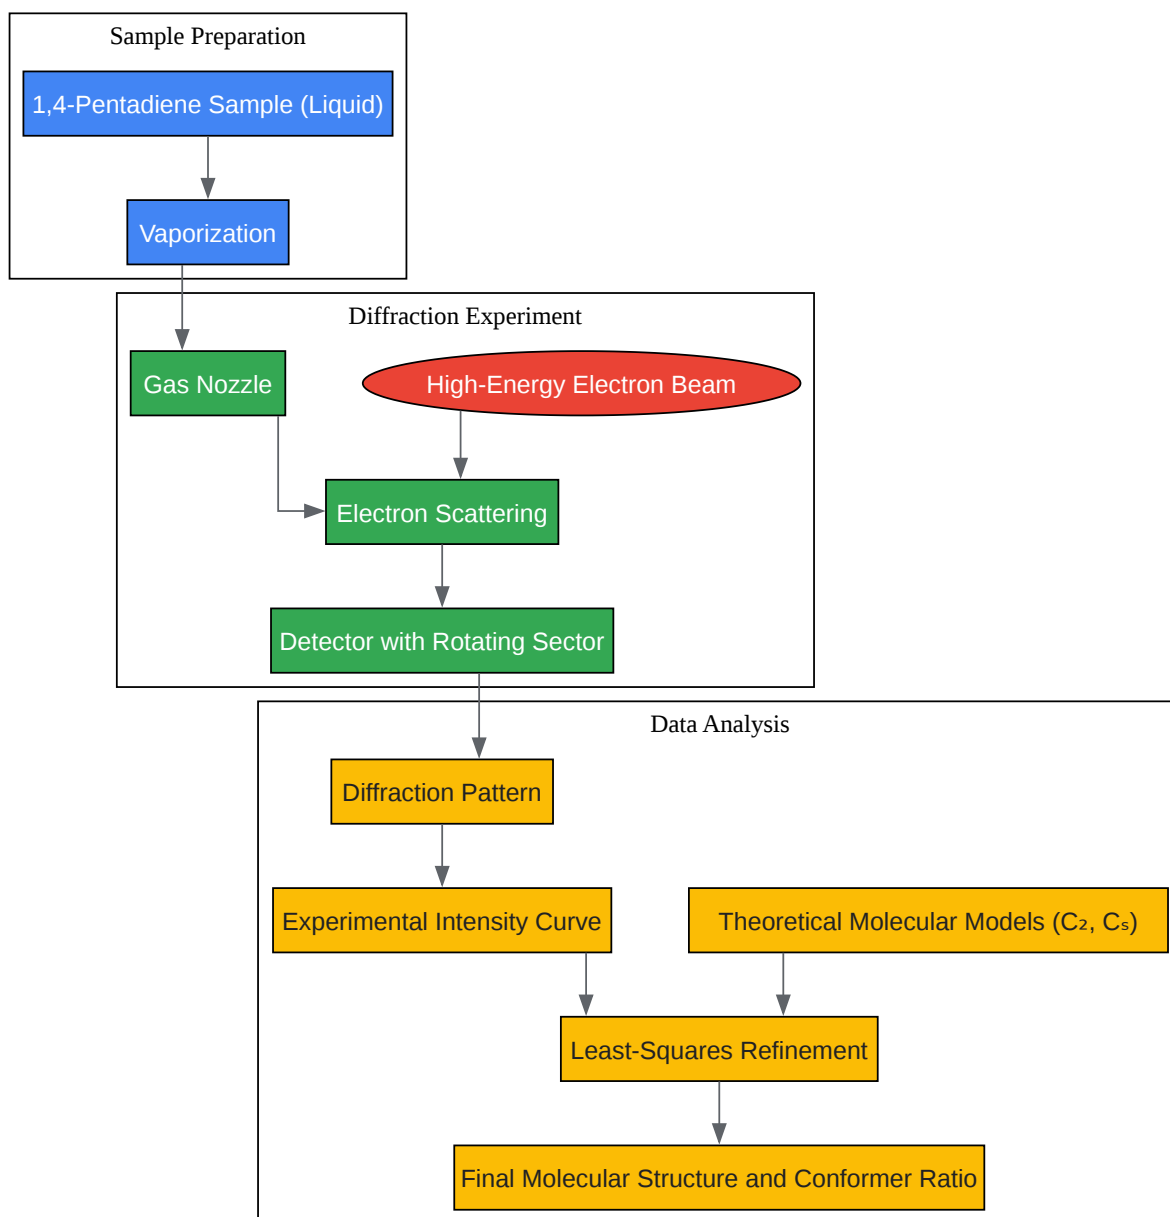 Sample Preparation
1,4-Pentadiene Sample (Liquid)
Vaporization
Diffraction Experiment
Gas Nozzle
High-Energy Electron Beam
Electron Scattering
Detector with Rotating Sector
Data Analysis
Diffraction Pattern
Experimental Intensity Curve
Theoretical Molecular Models (C₂, Cₛ)
Least-Squares Refinement
Final Molecular Structure and Conformer Ratio